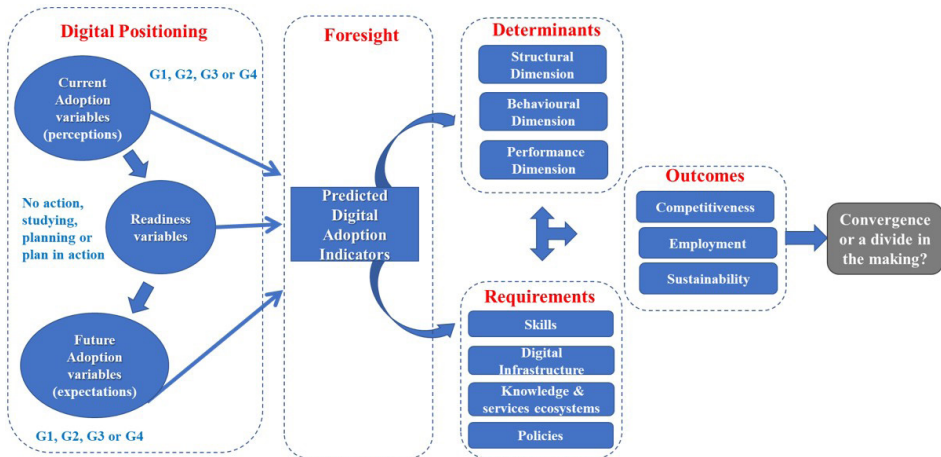 Digital Positioning
G1, G2, G3 or G4
Current
Adoption
variables
(perceptions)
No action,
studying,
planning or
plan in action
Readiness
variables
Future
Adoption
variables
(expectations)
G1, G2, G3 or G4
Foresight
Predicted
Digital
Adoption
Indicators
Determinants
Structural
Dimension
Behavioural
Dimension
Performance
Dimension
Requirements
Skills
Digital
Infrastructure
Knowledge &
services ecosystems
Policies
Outcomes
Competitiveness
Employment
Sustainability
Convergence
or a divide in
the making?